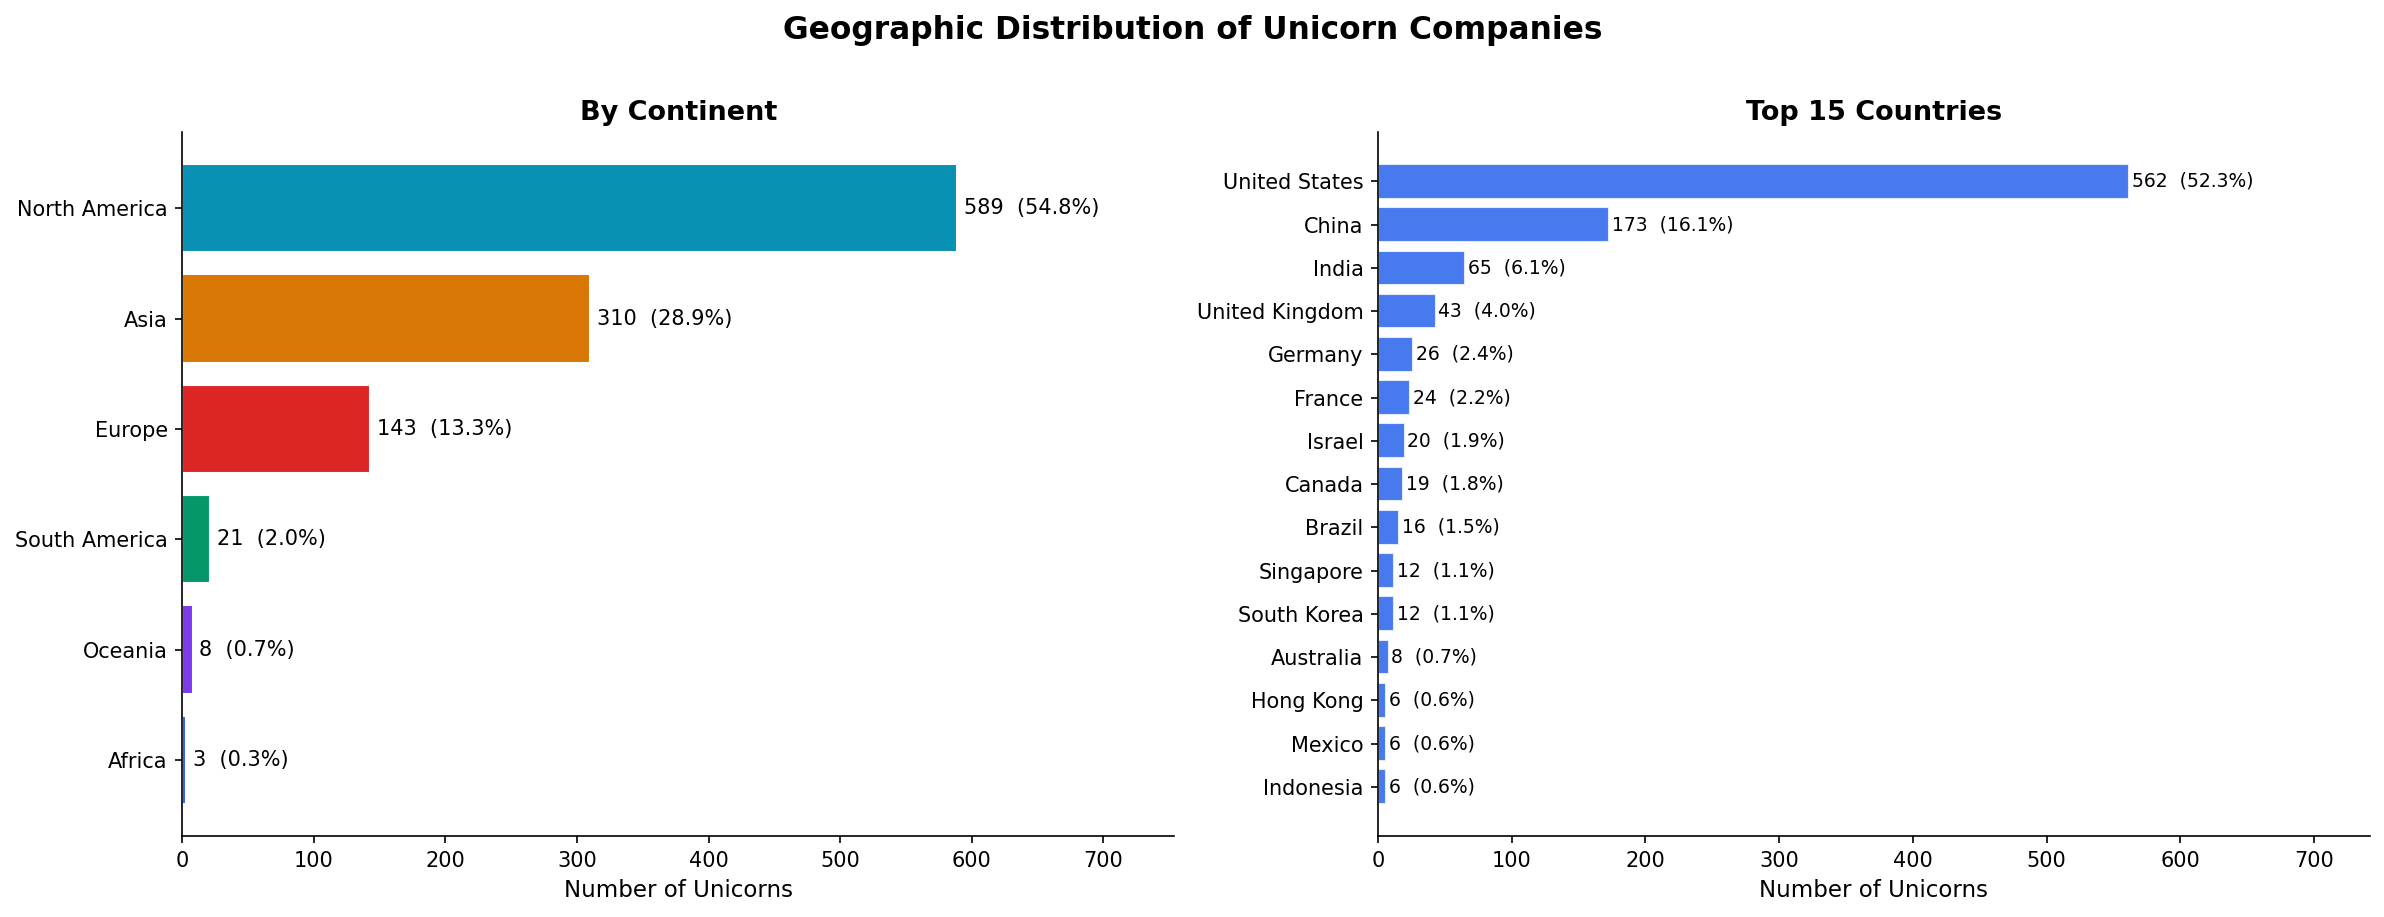 Geographic Distribution of Unicorn Companies
By Continent
North America 589 (54.8%)
Asia 310 (28.9%)
Europe 143 (13.3%)
South America 21 (2.0%)
Oceania 8 (0.7%)
Africa 3 (0.3%)
0 100 200 300 400 500 600 700
Number of Unicorns
Top 15 Countries
United States 562 (52.3%)
China 173 (16.1%)
India 65 (6.1%)
United Kingdom 43 (4.0%)
Germany 26 (2.4%)
France 24 (2.2%)
Israel 20 (1.9%)
Canada 19 (1.8%)
Brazil 16 (1.5%)
Singapore 12 (1.1%)
South Korea 12 (1.1%)
Australia 8 (0.7%)
Hong Kong 6 (0.6%)
Mexico 6 (0.6%)
Indonesia 6 (0.6%)
0 100 200 300 400 500 600 700
Number of Unicorns